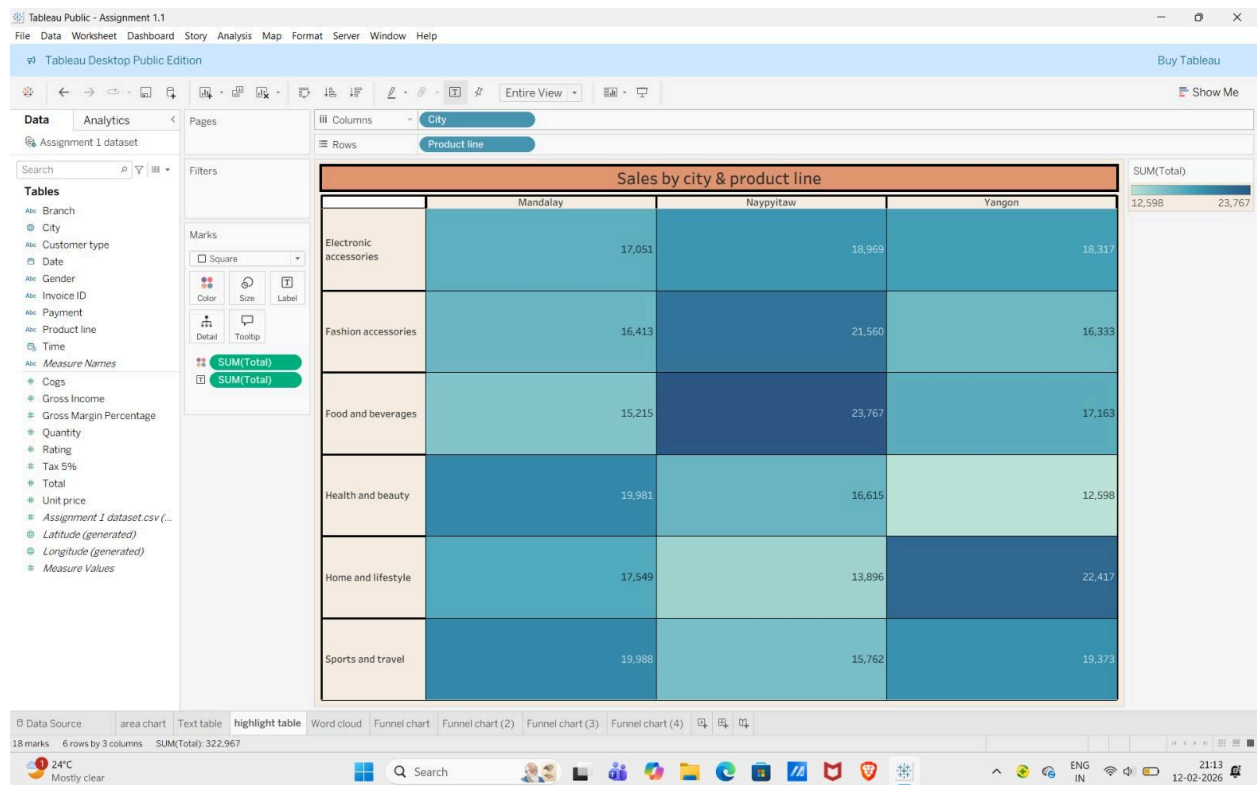 Tableau Public - Assignment 1.1
File Data Worksheet Dashboard Story Analysis Map Format Server Window Help
Tableau Desktop Public Edition
Buy Tableau
Entire View
Show Me
Data Analytics
Assignment 1 dataset
Search
Tables
Abc Branch
City
Abc Customer type
Date
Abc Gender
Abc Invoice ID
Abc Payment
Abc Product line
Time
Abc Measure Names
# Cogs
# Gross Income
# Gross Margin Percentage
# Quantity
# Rating
# Tax 5%
# Total
# Unit price
# Assignment 1 dataset.csv (...
Latitude (generated)
Longitude (generated)
# Measure Values
Pages
Filters
Marks
Square
Color Size Label
Detail Tooltip
SUM(Total)
SUM(Total)
Columns City
Rows Product line
Sales by city & product line
Mandalay Naypyitaw Yangon
Electronic accessories 17,051 18,969 18,317
Fashion accessories 16,413 21,560 16,333
Food and beverages 15,215 23,767 17,163
Health and beauty 19,981 16,615 12,598
Home and lifestyle 17,549 13,896 22,417
Sports and travel 19,988 15,762 19,373
SUM(Total)
12,598 23,767
Data Source area chart Text table highlight table Word cloud Funnel chart Funnel chart (2) Funnel chart (3) Funnel chart (4)
18 marks 6 rows by 3 columns SUM(Total): 322,967
1
24°C
Mostly clear
Search
ENG
IN
21:13
12-02-2026